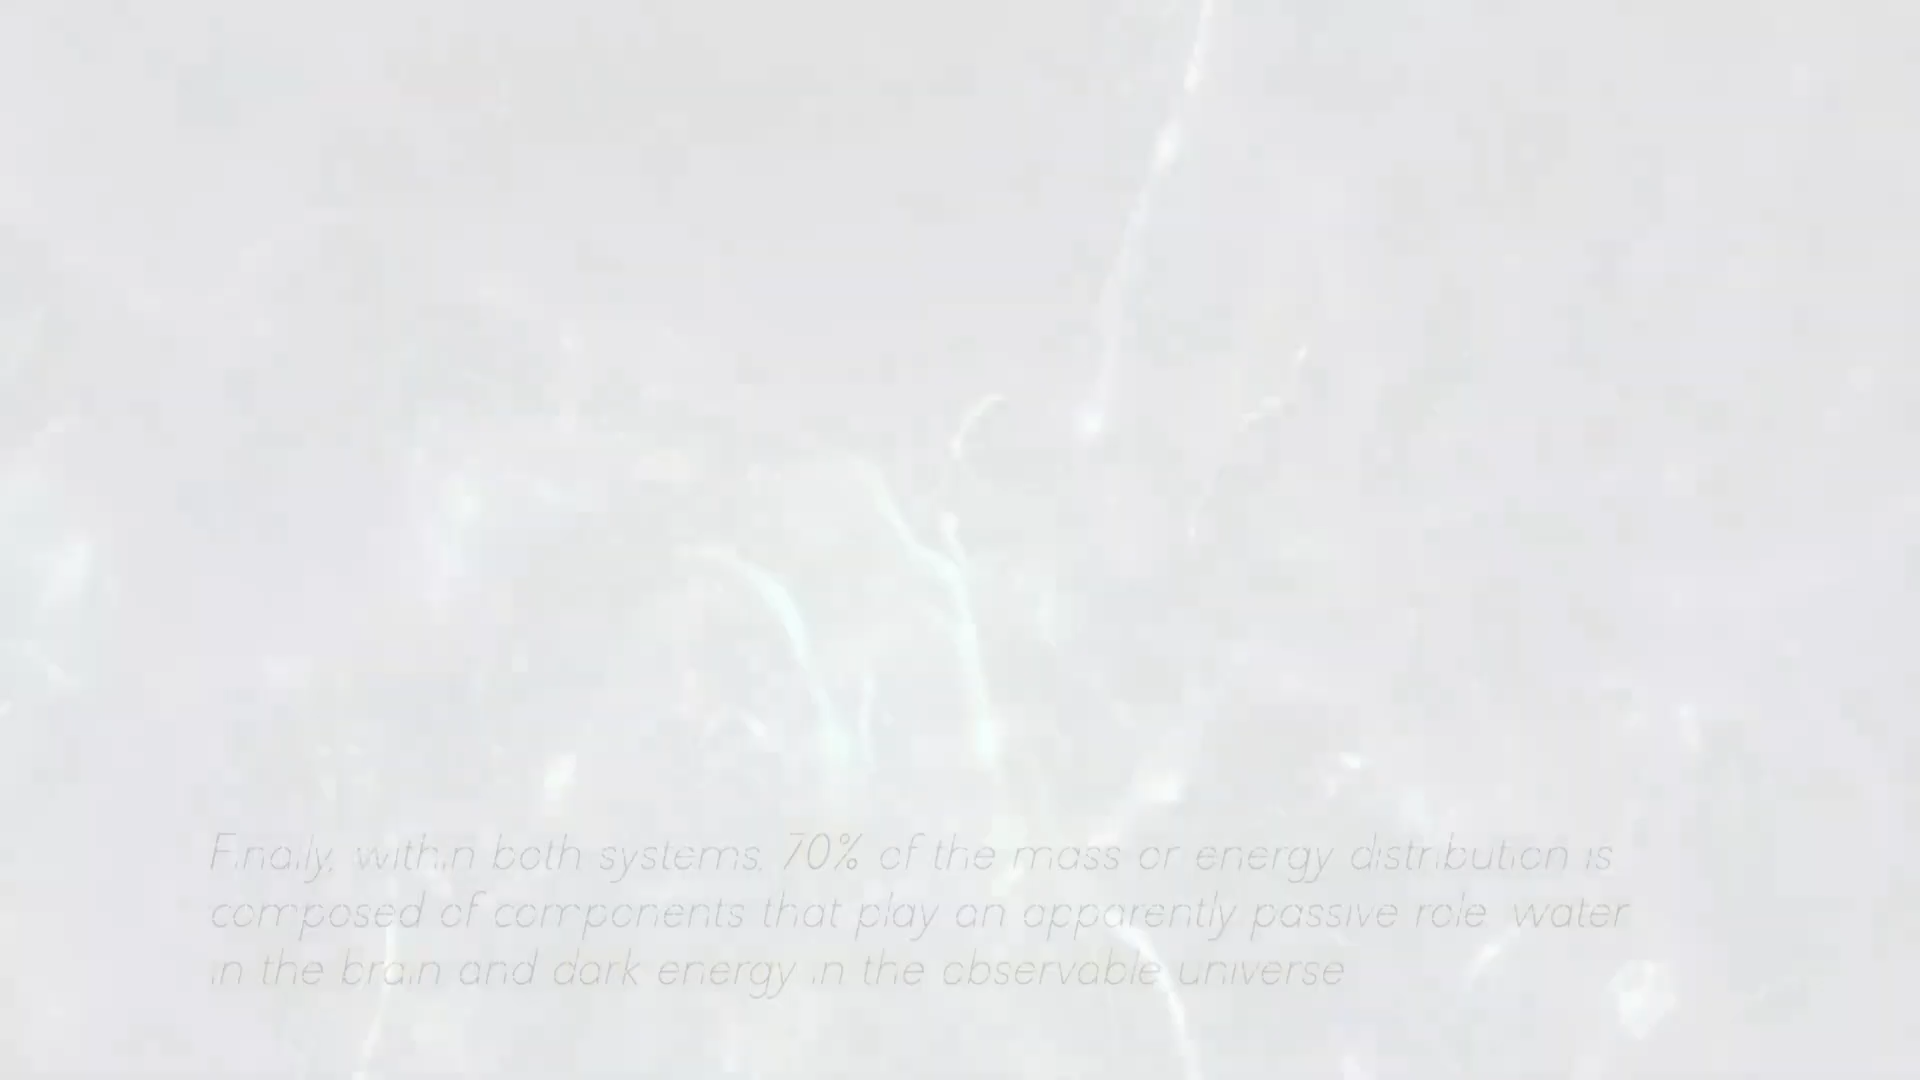 Finally, within both systems, 70% of the mass or energy distribution is
composed of components that play an apparently passive role water
in the brain and dark energy in the observable universe